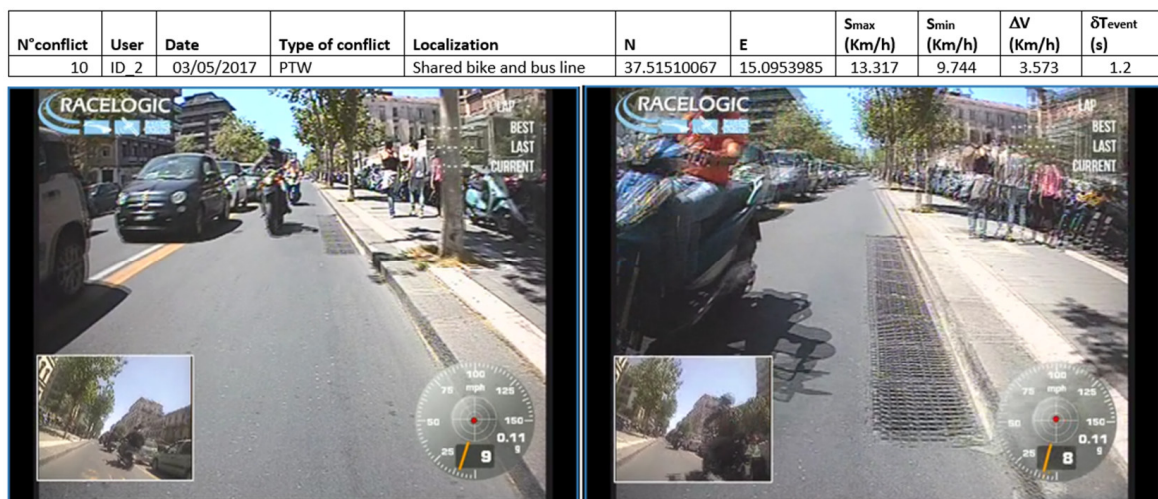 N°conflict User Date Type of conflict Localization N E Smax (Km/h) Smin (Km/h) ΔV (Km/h) δTevent (s)
10 ID_2 03/05/2017 PTW Shared bike and bus line 37.51510067 15.0953985 13.317 9.744 3.573 1.2
RACELOGIC
LAP
BEST
LAST
CURRENT
100
75 mph 125
50 150
0.11
g
25 9
RACELOGIC
LAP
BEST
LAST
CURRENT
100
75 mph 125
50 150
0.11
g
25 8